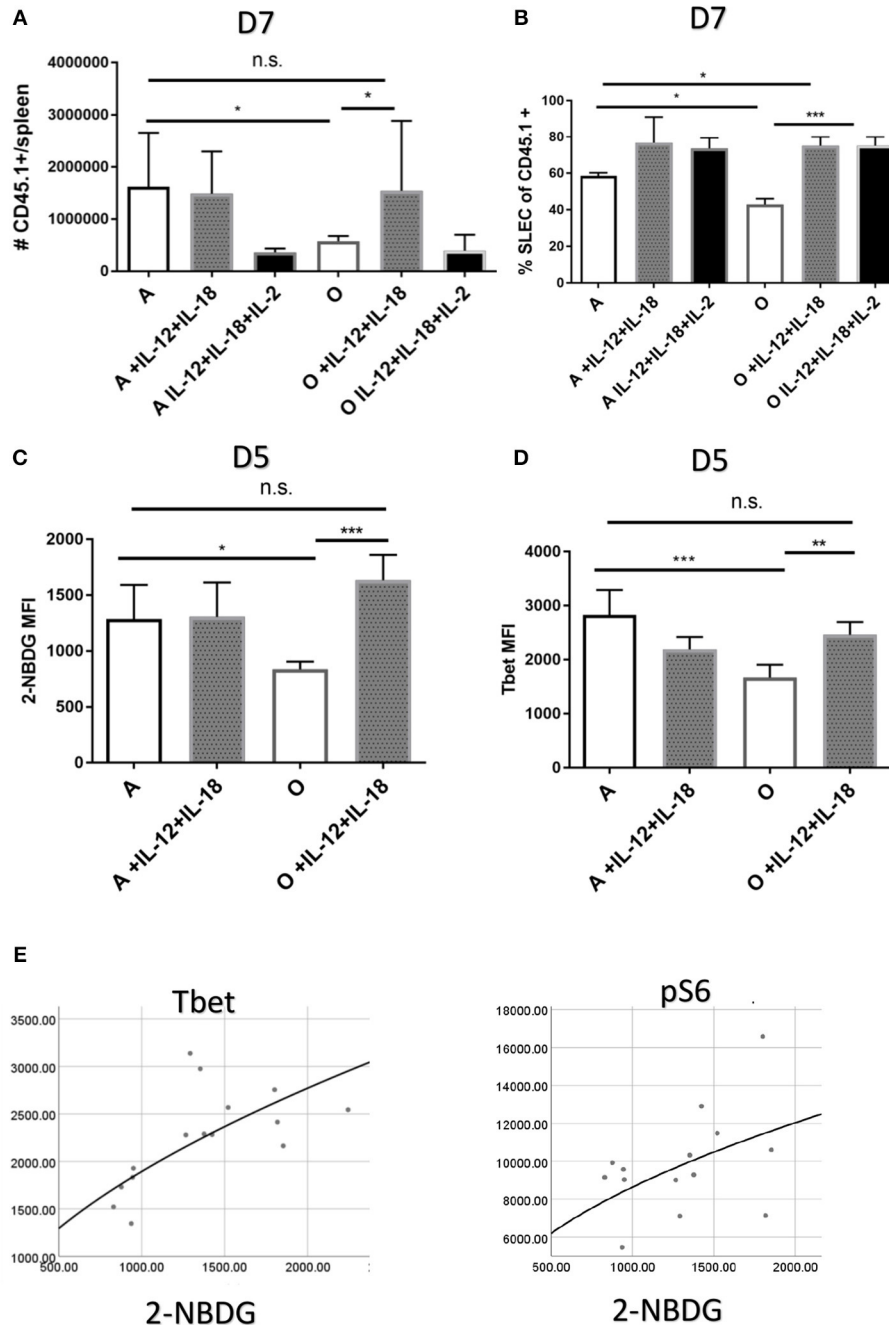 A
D7
n.s.
*
*
# CD45.1+/spleen
4000000
3000000
2000000
1000000
0
A
A +IL-12+IL-18
A IL-12+IL-18+IL-2
O
O +IL-12+IL-18
O IL-12+IL-18+IL-2
B
D7
*
*
***
% SLEC of CD45.1 +
100
80
60
40
20
0
A
A +IL-12+IL-18
A IL-12+IL-18+IL-2
O
O +IL-12+IL-18
O IL-12+IL-18+IL-2
C
D5
n.s.
*
***
2-NBDG MFI
2000
1500
1000
500
0
A
A +IL-12+IL-18
O
O +IL-12+IL-18
D
D5
n.s.
***
**
Tbet MFI
4000
3000
2000
1000
0
A
A +IL-12+IL-18
O
O +IL-12+IL-18
E
Tbet
3500.00
3000.00
2500.00
2000.00
1500.00
1000.00
500.00
1000.00
1500.00
2000.00
2-NBDG
pS6
18000.00
16000.00
14000.00
12000.00
10000.00
8000.00
6000.00
500.00
1000.00
1500.00
2000.00
2-NBDG